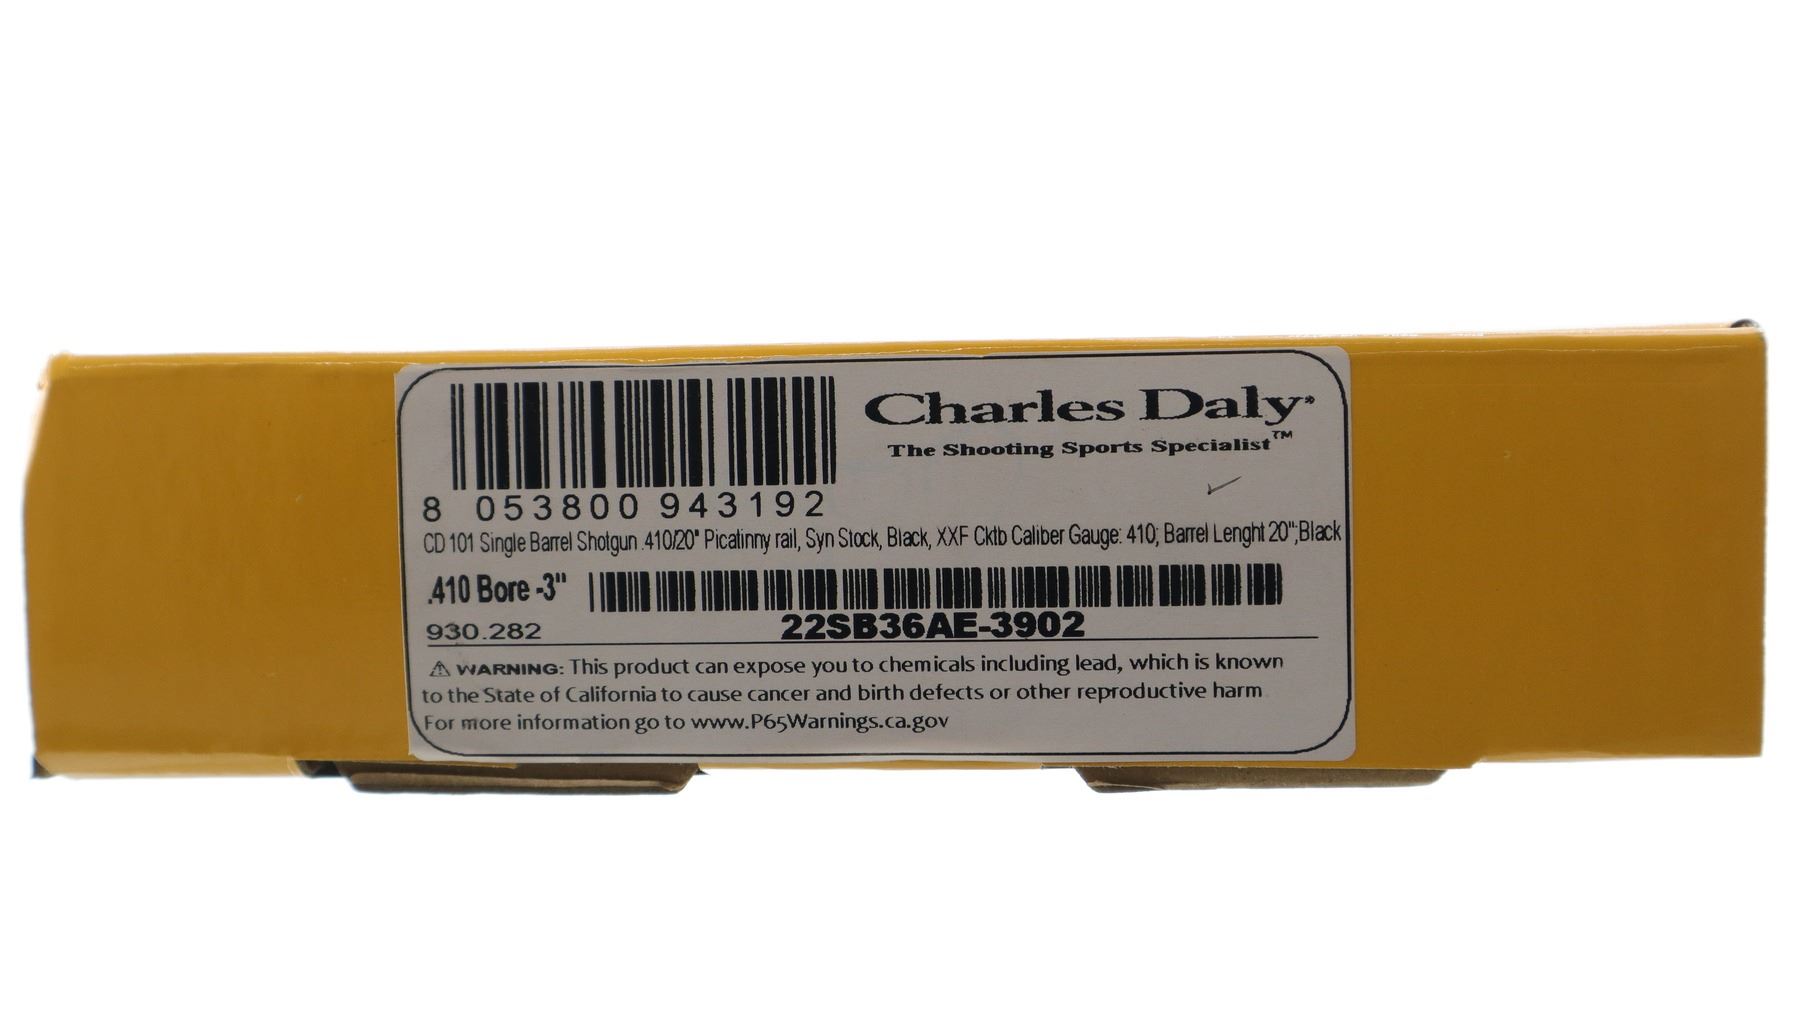 Charles Daly®
The Shooting Sports Specialist™
8 053800 943192
CD 101 Single Barrel Shotgun .410/20" Picatinny rail, Syn Stock, Black, XXF Cktb Caliber Gauge: 410; Barrel Lenght 20";Black
.410 Bore -3"
22SB36AE-3902
930.282
⚠ WARNING: This product can expose you to chemicals including lead, which is known
to the State of California to cause cancer and birth defects or other reproductive harm
For more information go to www.P65Warnings.ca.gov